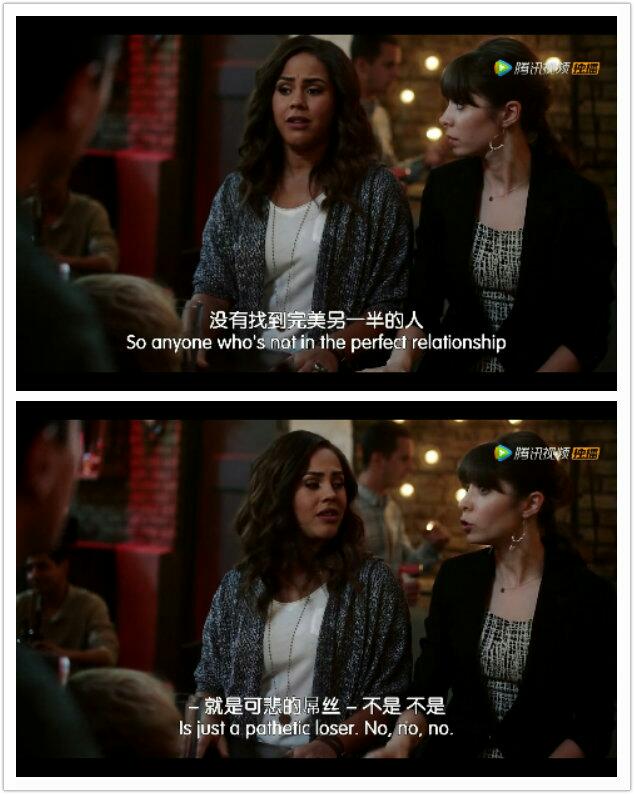 腾讯视频 独播
没有找到完美另一半的人
So anyone who's not in the perfect relationship
腾讯视频 独播
– 就是可悲的屌丝 – 不是 不是
Is just a pathetic loser. No, no, no.